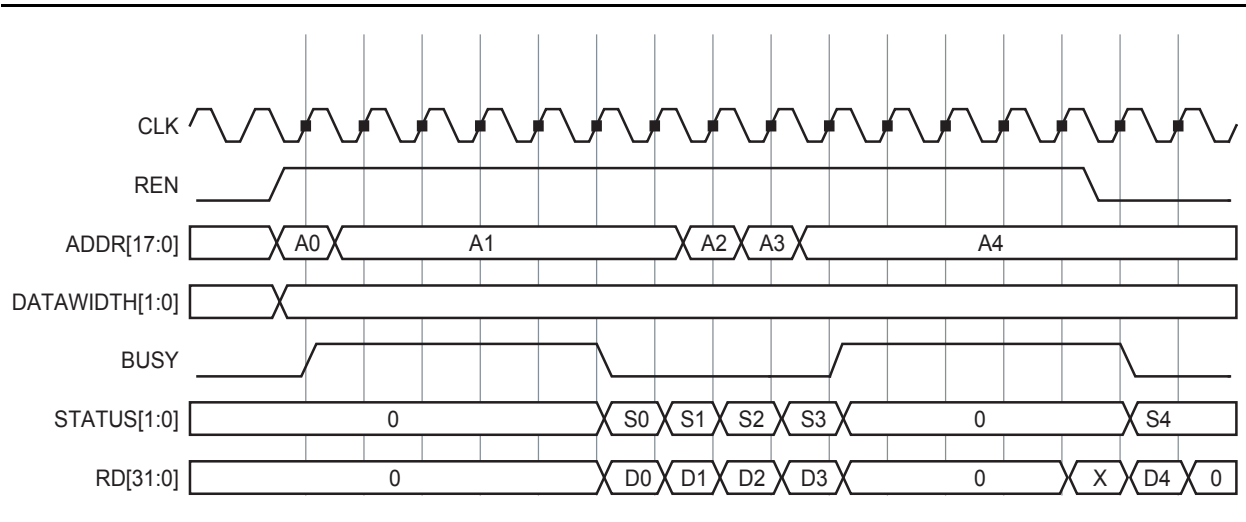 CLK
REN
ADDR[17:0] A0 A1 A2 A3 A4
DATAWIDTH[1:0]
BUSY
STATUS[1:0] 0 S0 S1 S2 S3 0 S4
RD[31:0] 0 D0 D1 D2 D3 0 X D4 0